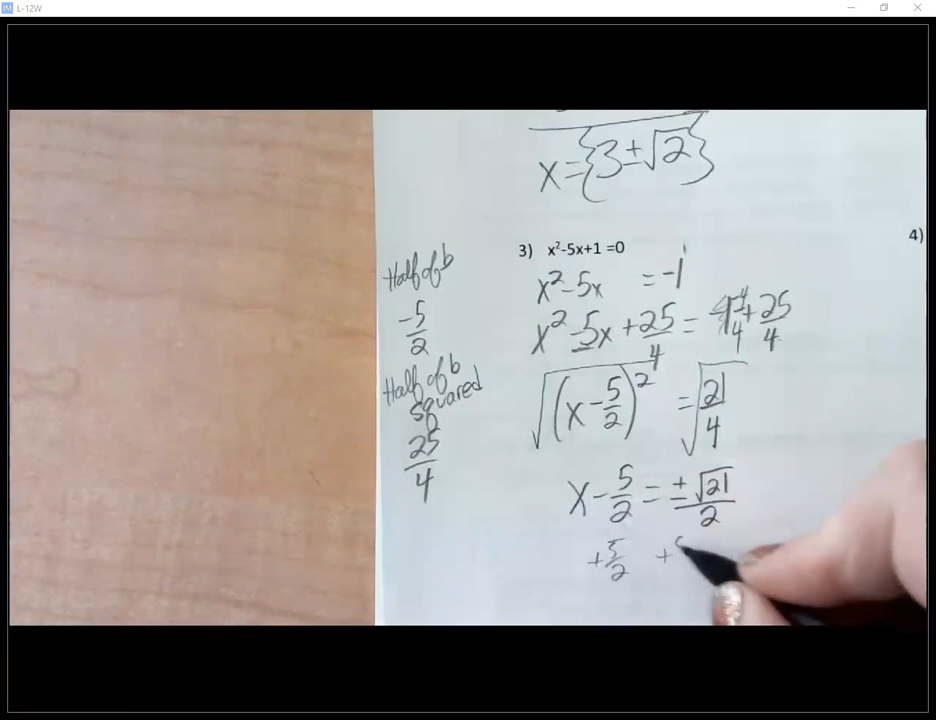 L-12W
x={3±√2}
3) x²-5x+1=0
4)
x²-5x =-1
x²-5x+25/4=-4/4+25/4
√(x-5/2)²=√21/4
x-5/2=±√21/2
+5/2 +
Half of b
-5/2
Half of b
squared
25/4